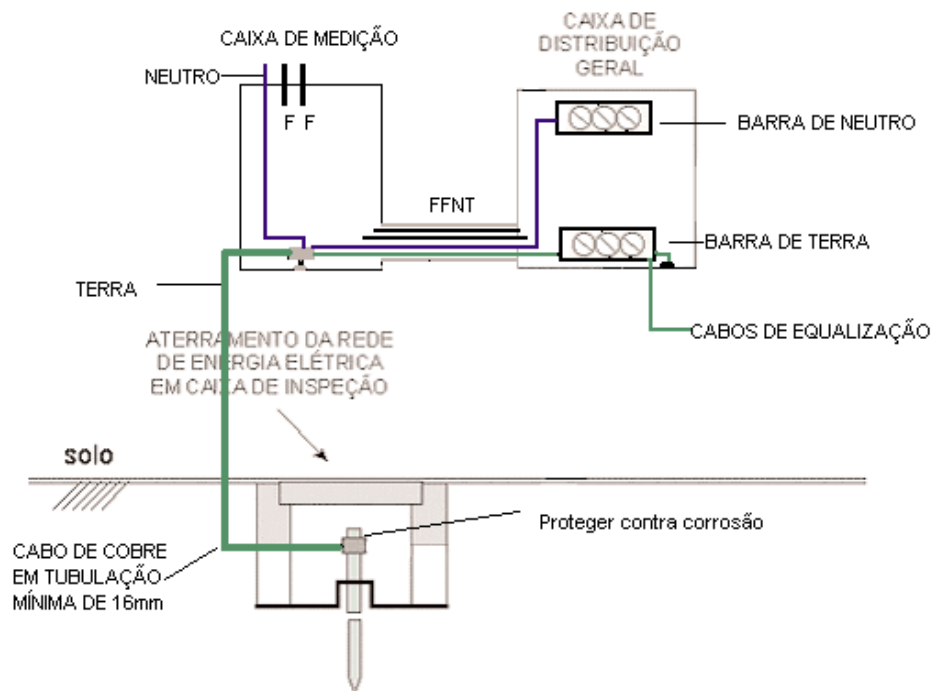 CAIXA DE MEDIÇÃO
CAIXA DE
DISTRIBUIÇÃO
GERAL
NEUTRO
F F
BARRA DE NEUTRO
FFNT
BARRA DE TERRA
TERRA
CABOS DE EQUALIZAÇÃO
ATERRAMENTO DA REDE
DE ENERGIA ELÉTRICA
EM CAIXA DE INSPEÇÃO
solo
Proteger contra corrosão
CABO DE COBRE
EM TUBULAÇÃO
MÍNIMA DE 16mm